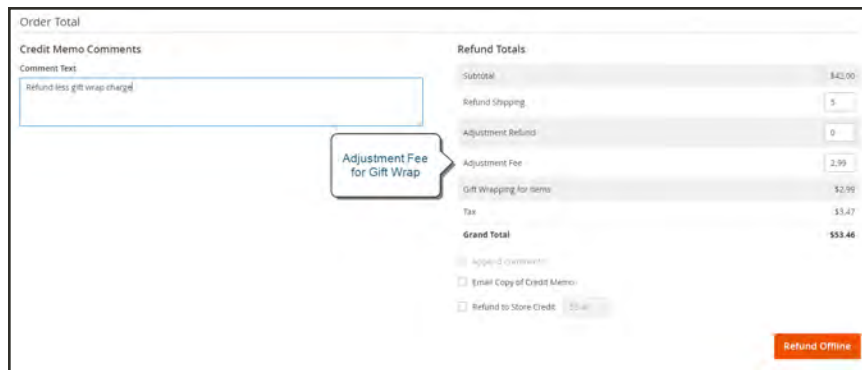 Order Total
Credit Memo Comments
Comment Text
Refund less gift wrap charge
Adjustment Fee
for Gift Wrap
Refund Totals
Subtotal $42.00
Refund Shipping 5
Adjustment Refund 0
Adjustment Fee 2.99
Gift Wrapping for Items $2.99
Tax $3.47
Grand Total $53.46
Append Comments
Email Copy of Credit Memo
Refund to Store Credit
Refund Offline